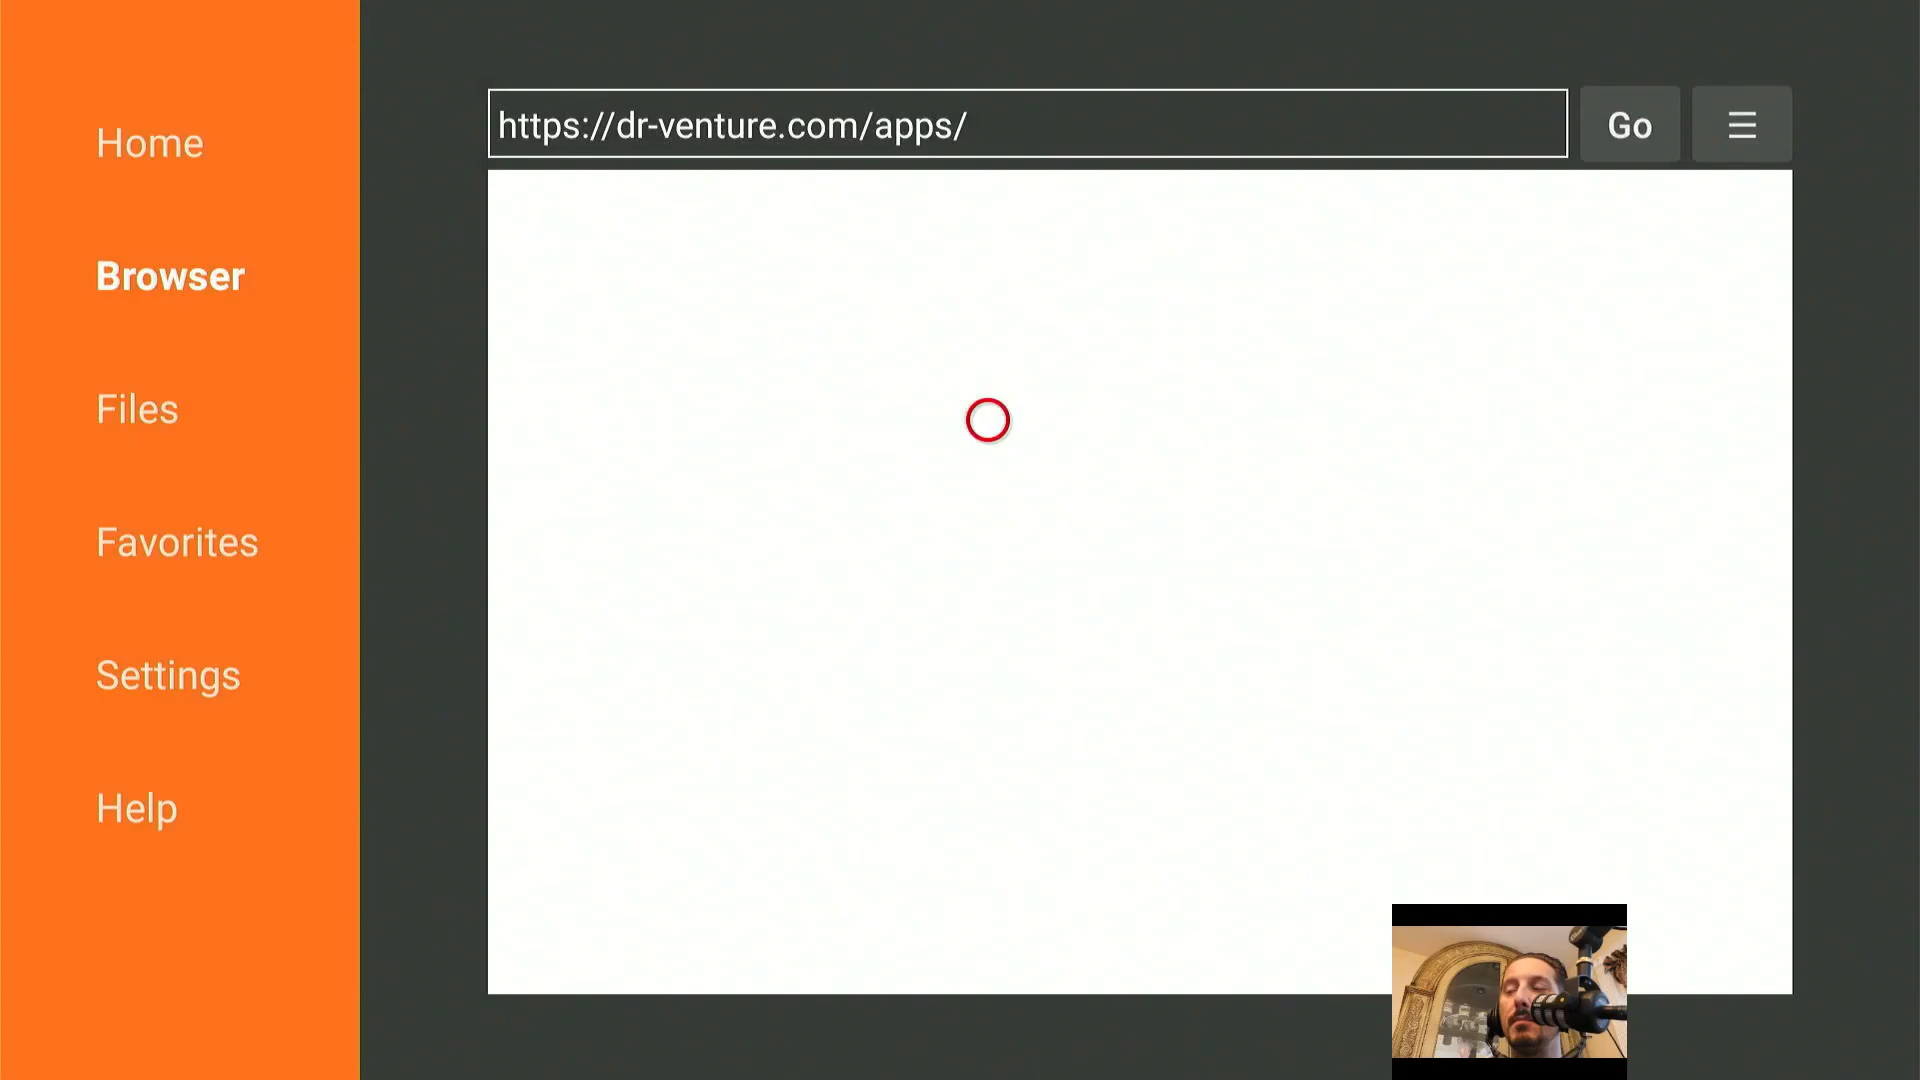 Home
Browser
Files
Favorites
Settings
Help
https://dr-venture.com/apps/
Go